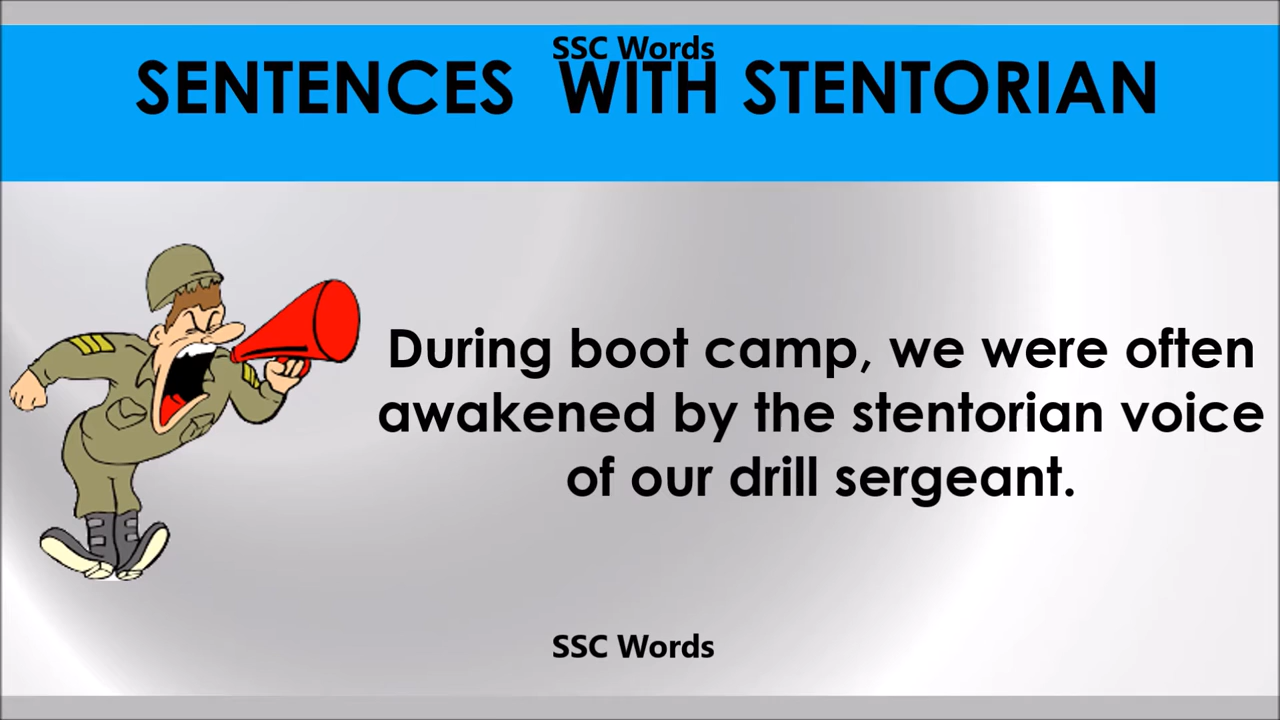 SSC Words
SENTENCES WITH STENTORIAN
During boot camp, we were often
awakened by the stentorian voice
of our drill sergeant.
SSC Words